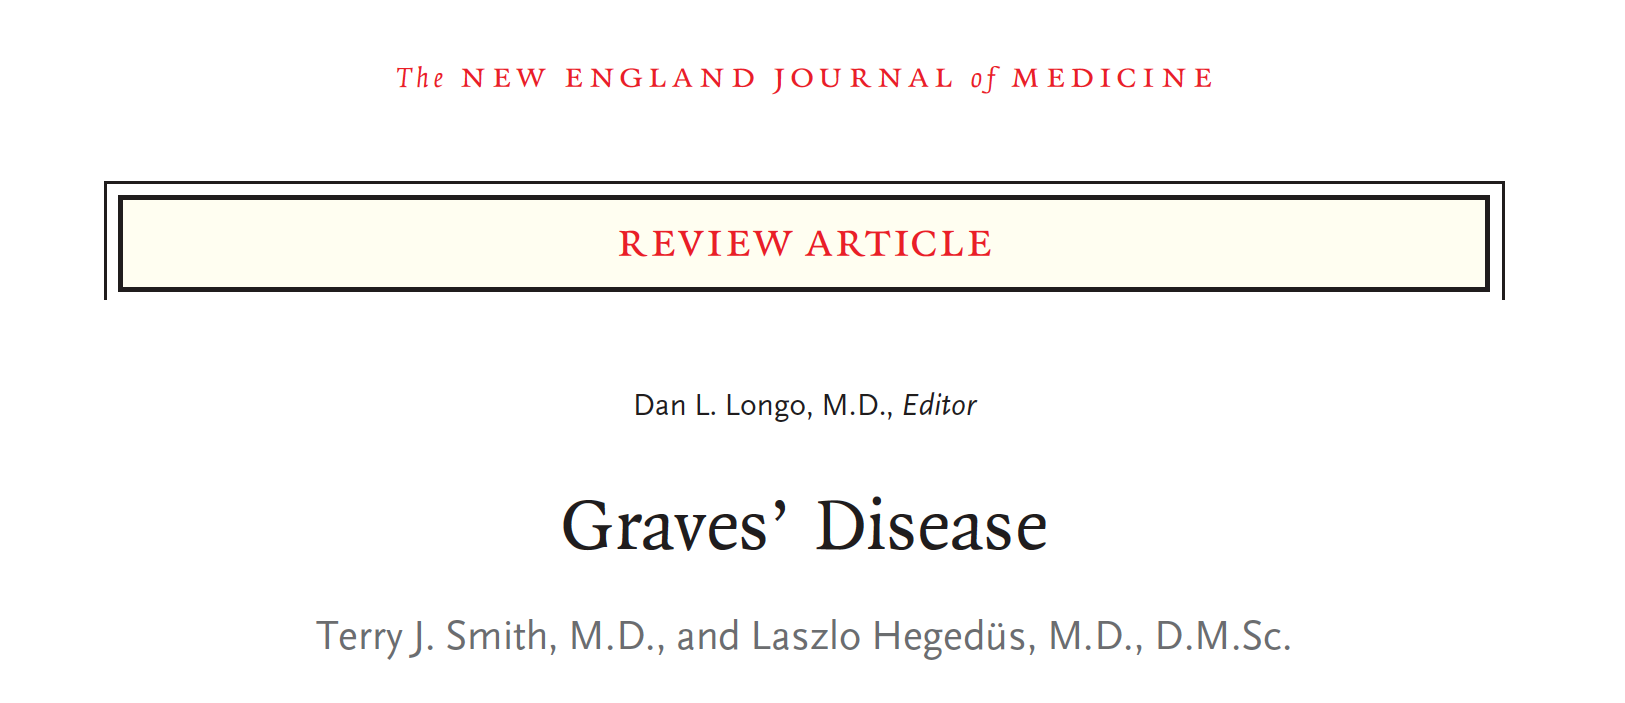 The NEW ENGLAND JOURNAL of MEDICINE
REVIEW ARTICLE
Dan L. Longo, M.D., Editor
Graves’ Disease
Terry J. Smith, M.D., and Laszlo Hegedüs, M.D., D.M.Sc.